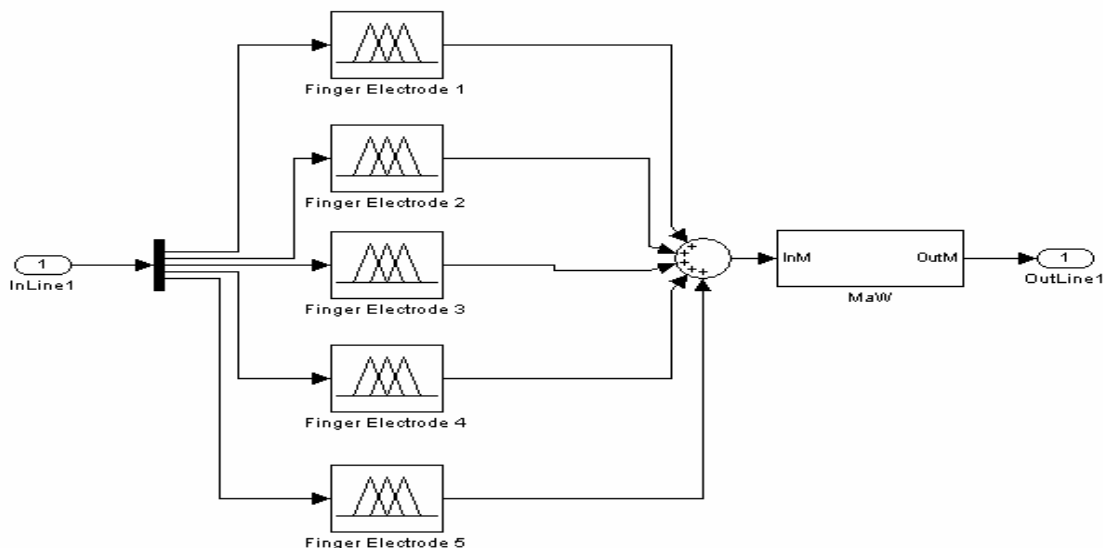 Finger Electrode 1
Finger Electrode 2
1
InLine1
Finger Electrode 3
+
+
+
+
+
InM
OutM
MaW
1
OutLine1
Finger Electrode 4
Finger Electrode 5